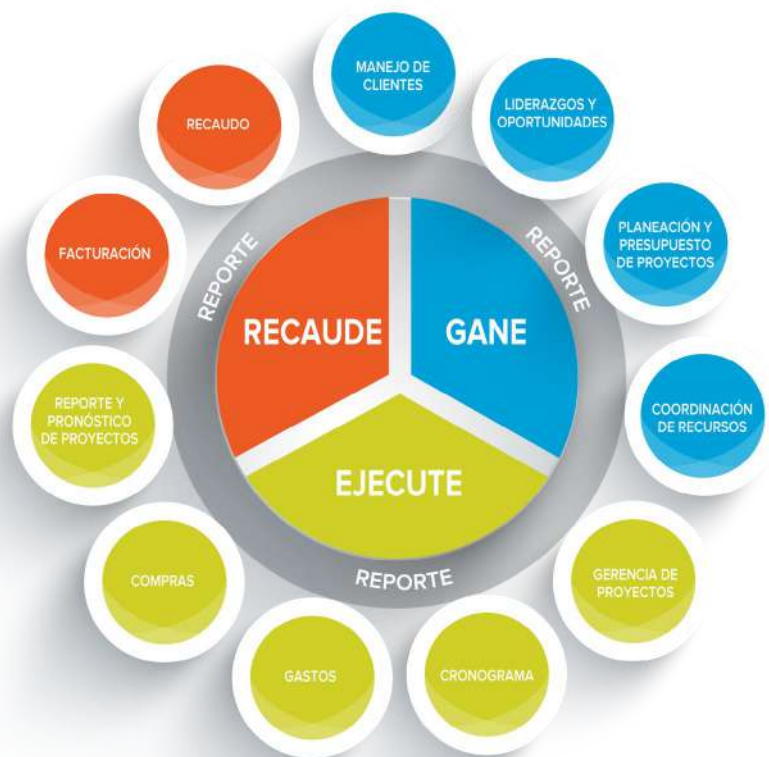 MANEJO DE
CLIENTES
LIDERAZGOS Y
OPORTUNIDADES
PLANEACIÓN Y
PRESUPUESTO
DE PROYECTOS
COORDINACIÓN
DE RECURSOS
GERENCIA DE
PROYECTOS
CRONOGRAMA
GASTOS
COMPRAS
REPORTE Y
PRONÓSTICO
DE PROYECTOS
FACTURACIÓN
RECAUDO
REPORTE
REPORTE
REPORTE
RECAUDE
GANE
EJECUTE